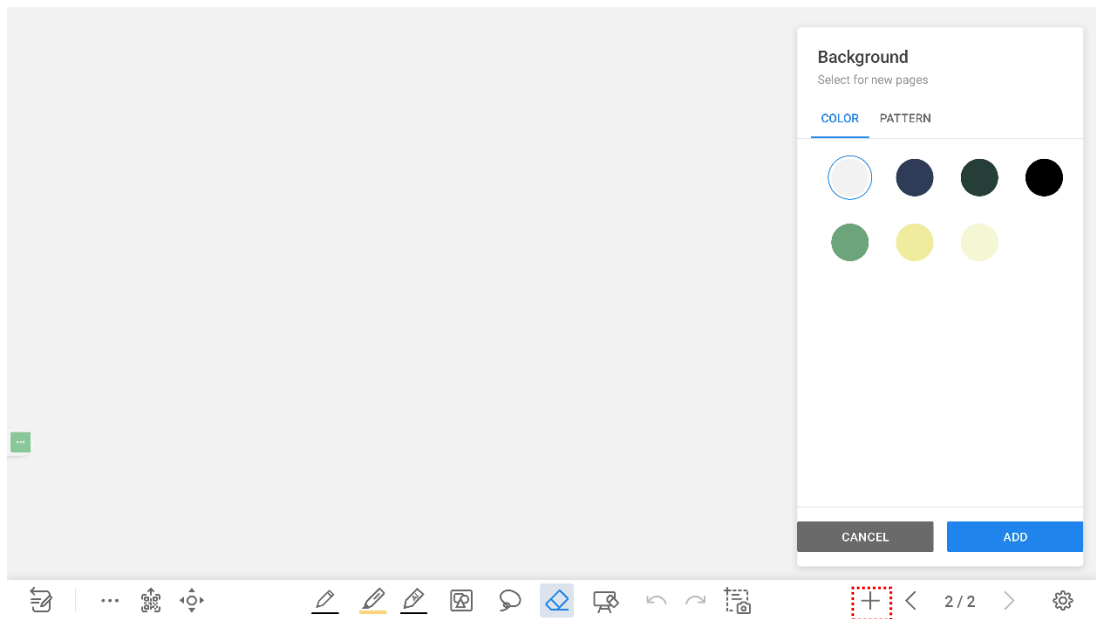 Background
Select for new pages
COLOR PATTERN
CANCEL ADD
2 / 2